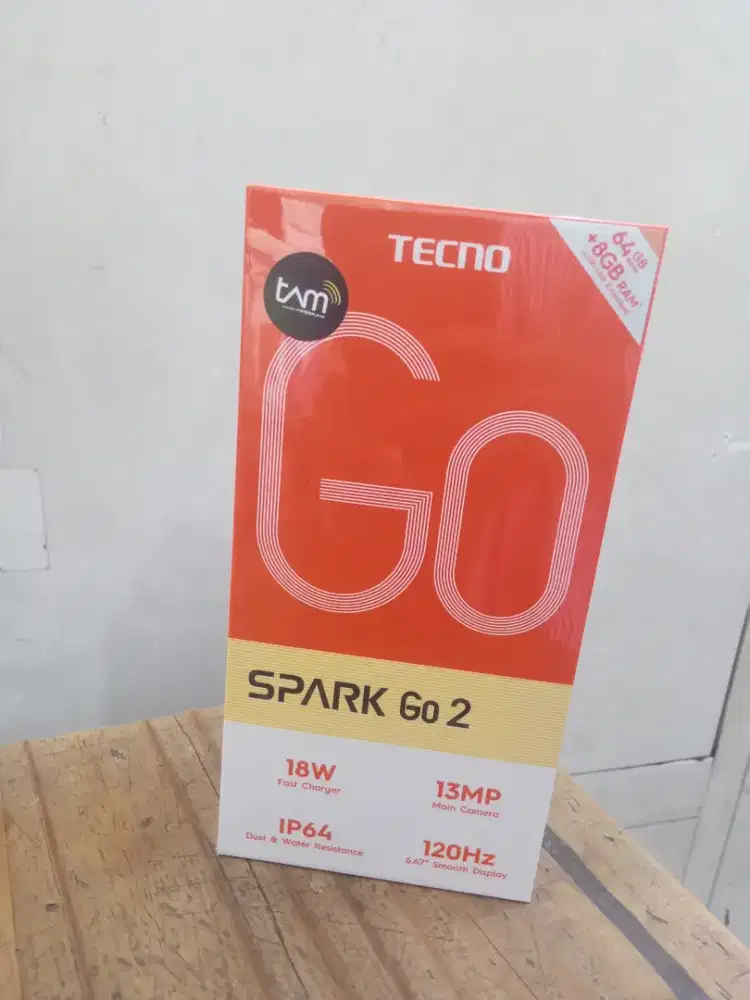 TECNO
64GB
+8GB RAM*
tam
Go
SPARK Go 2
18W
Fast Charger
13MP
Main Camera
IP64
Dust & Water Resistance
120Hz
6.67" Smooth Display